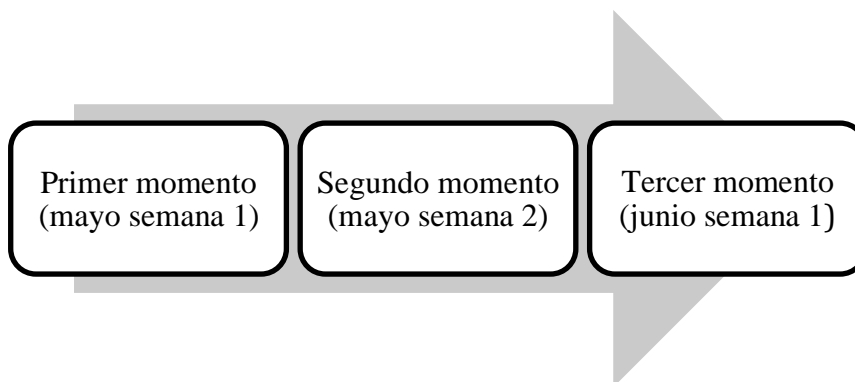 Primer momento
(mayo semana 1)
Segundo momento
(mayo semana 2)
Tercer momento
(junio semana 1)